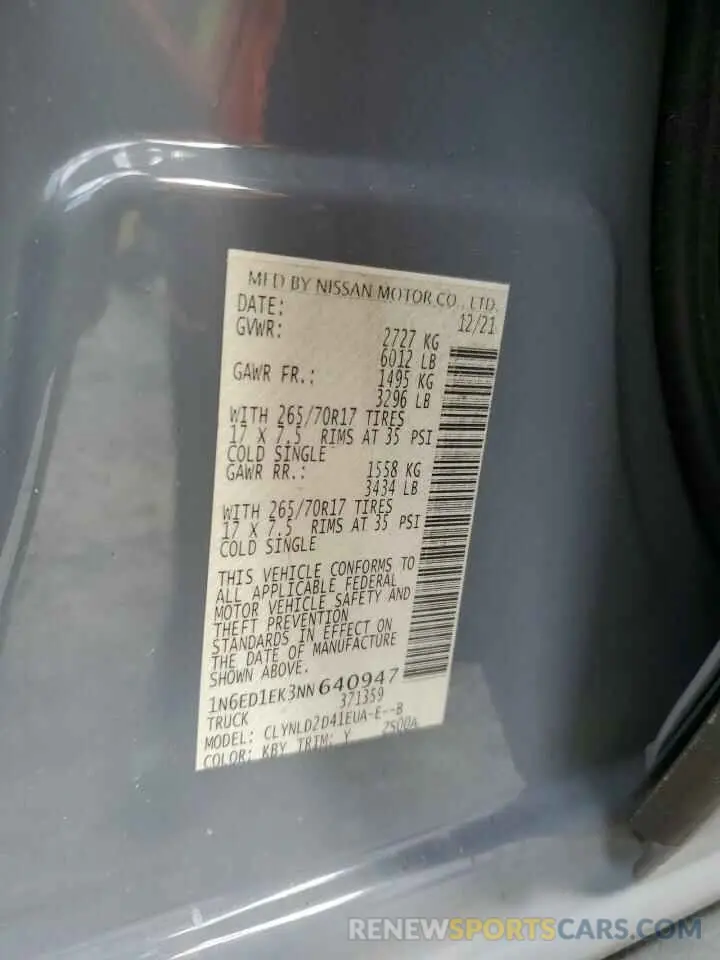 MFD BY NISSAN MOTOR CO., LTD.
DATE: 12/21
GVWR: 2727 KG
6012 LB
GAWR FR.: 1495 KG
3296 LB
WITH 265/70R17 TIRES
17 X 7.5 RIMS AT 35 PSI
COLD SINGLE
GAWR RR.: 1558 KG
3434 LB
WITH 265/70R17 TIRES
17 X 7.5 RIMS AT 35 PSI
COLD SINGLE
THIS VEHICLE CONFORMS TO
ALL APPLICABLE FEDERAL
MOTOR VEHICLE SAFETY AND
THEFT PREVENTION
STANDARDS IN EFFECT ON
THE DATE OF MANUFACTURE
SHOWN ABOVE.
1N6ED1EK3NN640947
TRUCK 371359
MODEL: CLYNLD2D41EUA-E--B
COLOR: KBY TRIM: Y 2500A
RENEWSPORTSCARS.COM